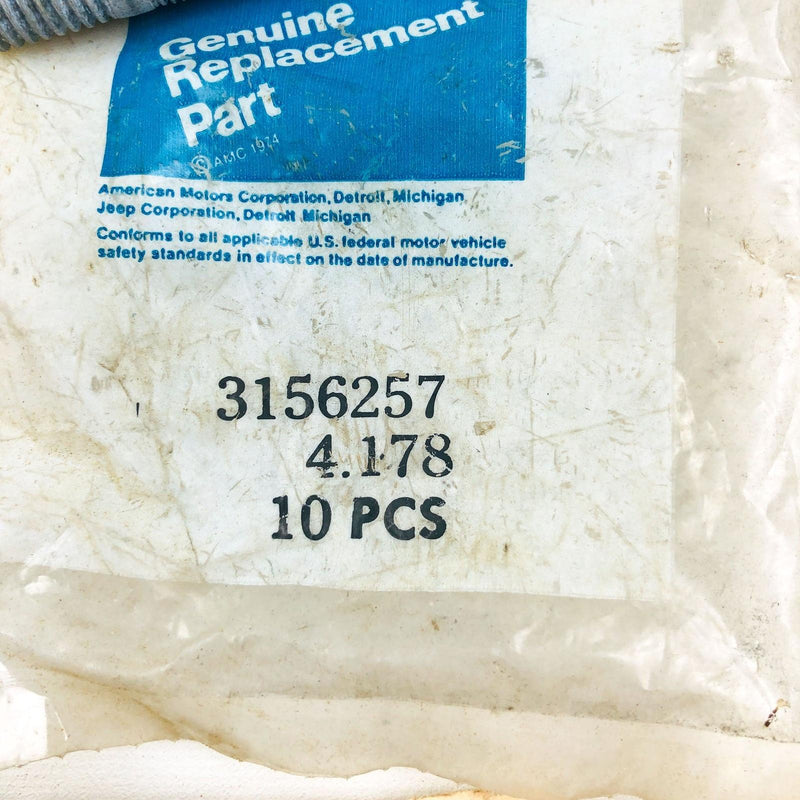 Genuine
Replacement
Part
© AMC 1974
American Motors Corporation, Detroit, Michigan
Jeep Corporation, Detroit Michigan
Conforms to all applicable U.S. federal motor vehicle
safety standards in effect on the date of manufacture.
3156257
4.178
10 PCS